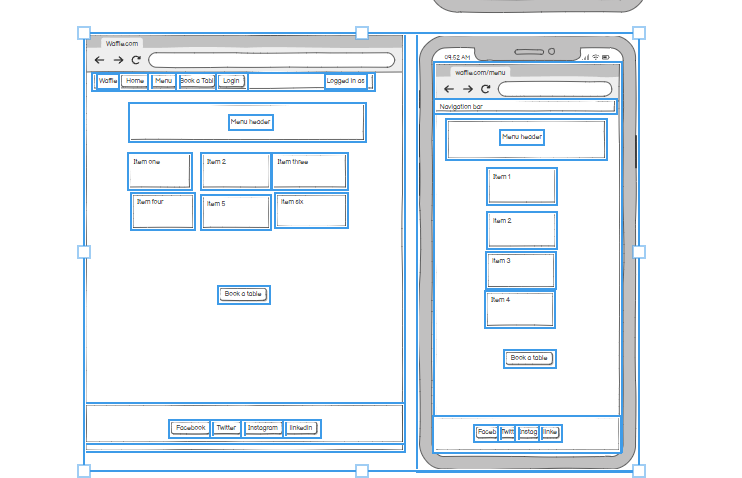 Waffle.com
Waffle Home Menu Book a Tabl Login Logged in as
Menu header
Item one Item 2 Item three
Item four Item 5 Item six
Book a table
Facebook Twitter Instagram linkedin
09:52 AM
waffle.com/menu
Navigation bar
Menu header
Item 1
Item 2
Item 3
Item 4
Book a table
Faceb Twitt Instag linke